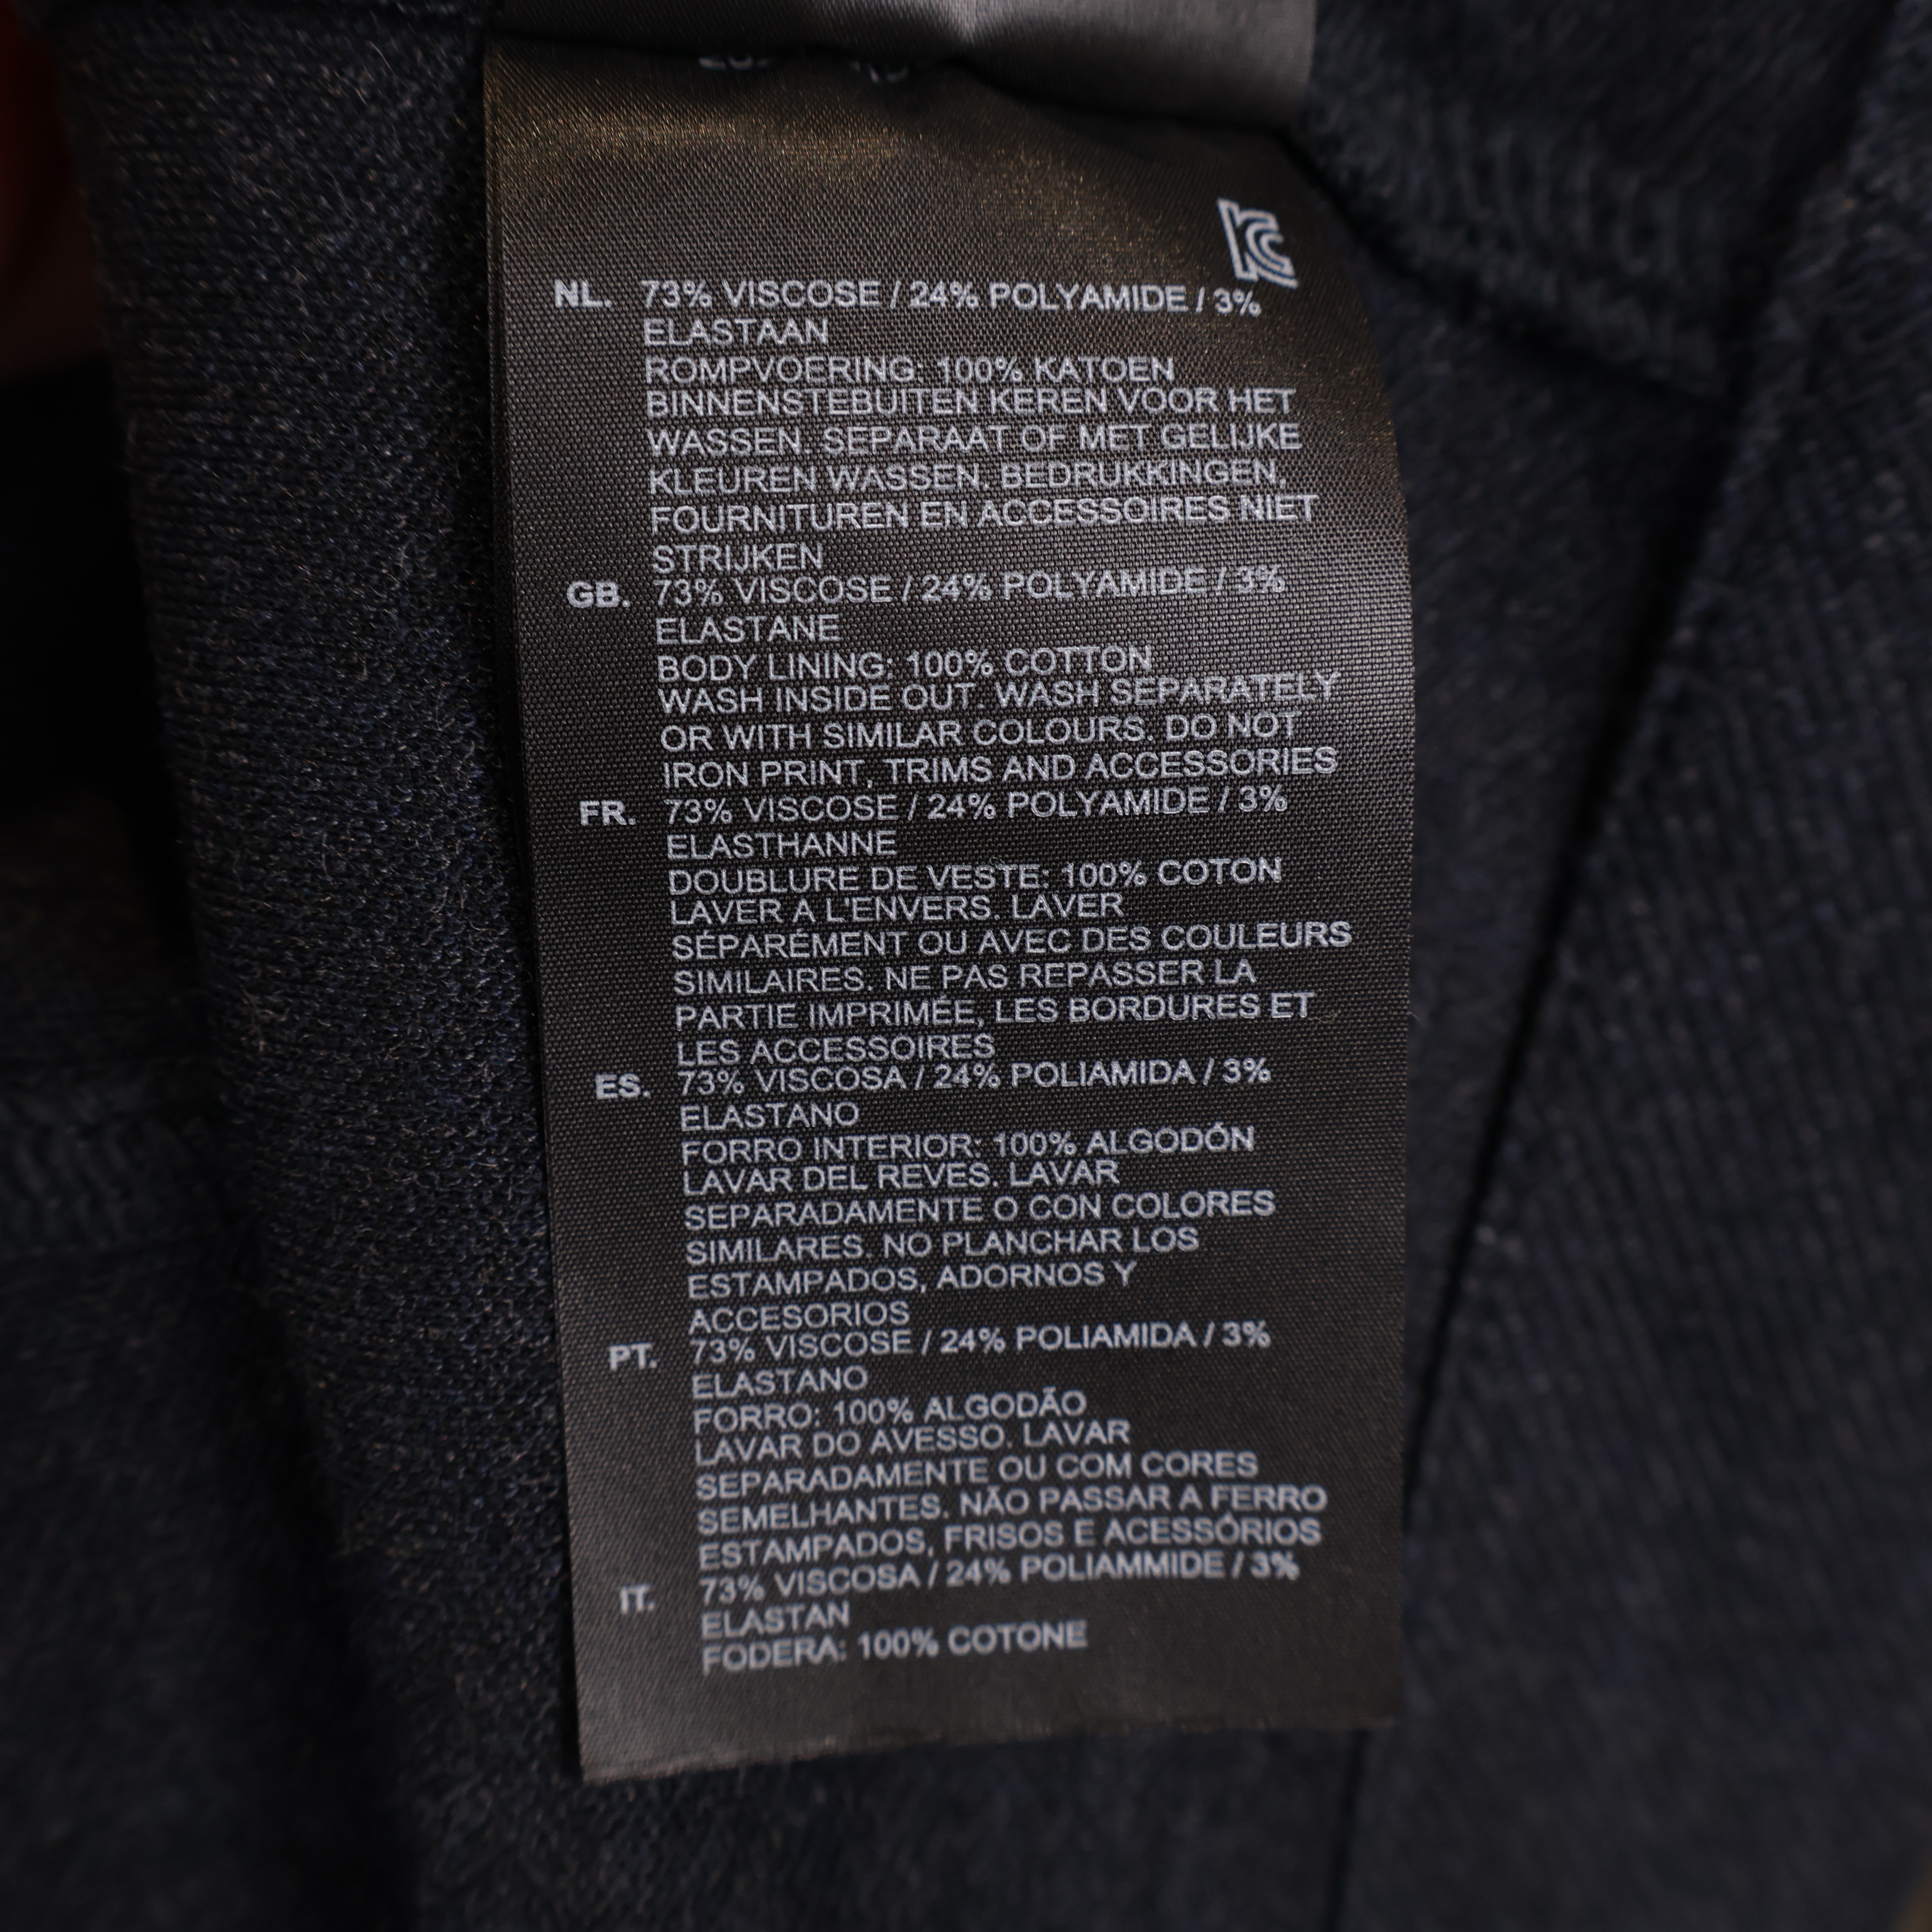 NL. 73% VISCOSE / 24% POLYAMIDE / 3%
ELASTAAN
ROMPVOERING: 100% KATOEN
BINNENSTEBUITEN KEREN VOOR HET
WASSEN. SEPARAAT OF MET GELIJKE
KLEUREN WASSEN. BEDRUKKINGEN,
FOURNITUREN EN ACCESSOIRES NIET
STRIJKEN
GB. 73% VISCOSE / 24% POLYAMIDE / 3%
ELASTANE
BODY LINING: 100% COTTON
WASH INSIDE OUT. WASH SEPARATELY
OR WITH SIMILAR COLOURS. DO NOT
IRON PRINT, TRIMS AND ACCESSORIES
FR. 73% VISCOSE / 24% POLYAMIDE / 3%
ELASTHANNE
DOUBLURE DE VESTE: 100% COTON
LAVER A L'ENVERS. LAVER
SÉPARÉMENT OU AVEC DES COULEURS
SIMILAIRES. NE PAS REPASSER LA
PARTIE IMPRIMÉE, LES BORDURES ET
LES ACCESSOIRES
ES. 73% VISCOSA / 24% POLIAMIDA / 3%
ELASTANO
FORRO INTERIOR: 100% ALGODÓN
LAVAR DEL REVES. LAVAR
SEPARADAMENTE O CON COLORES
SIMILARES. NO PLANCHAR LOS
ESTAMPADOS, ADORNOS Y
ACCESORIOS
PT. 73% VISCOSE / 24% POLIAMIDA / 3%
ELASTANO
FORRO: 100% ALGODÃO
LAVAR DO AVESSO. LAVAR
SEPARADAMENTE OU COM CORES
SEMELHANTES. NÃO PASSAR A FERRO
ESTAMPADOS, FRISOS E ACESSÓRIOS
IT. 73% VISCOSA / 24% POLIAMMIDE / 3%
ELASTAN
FODERA: 100% COTONE